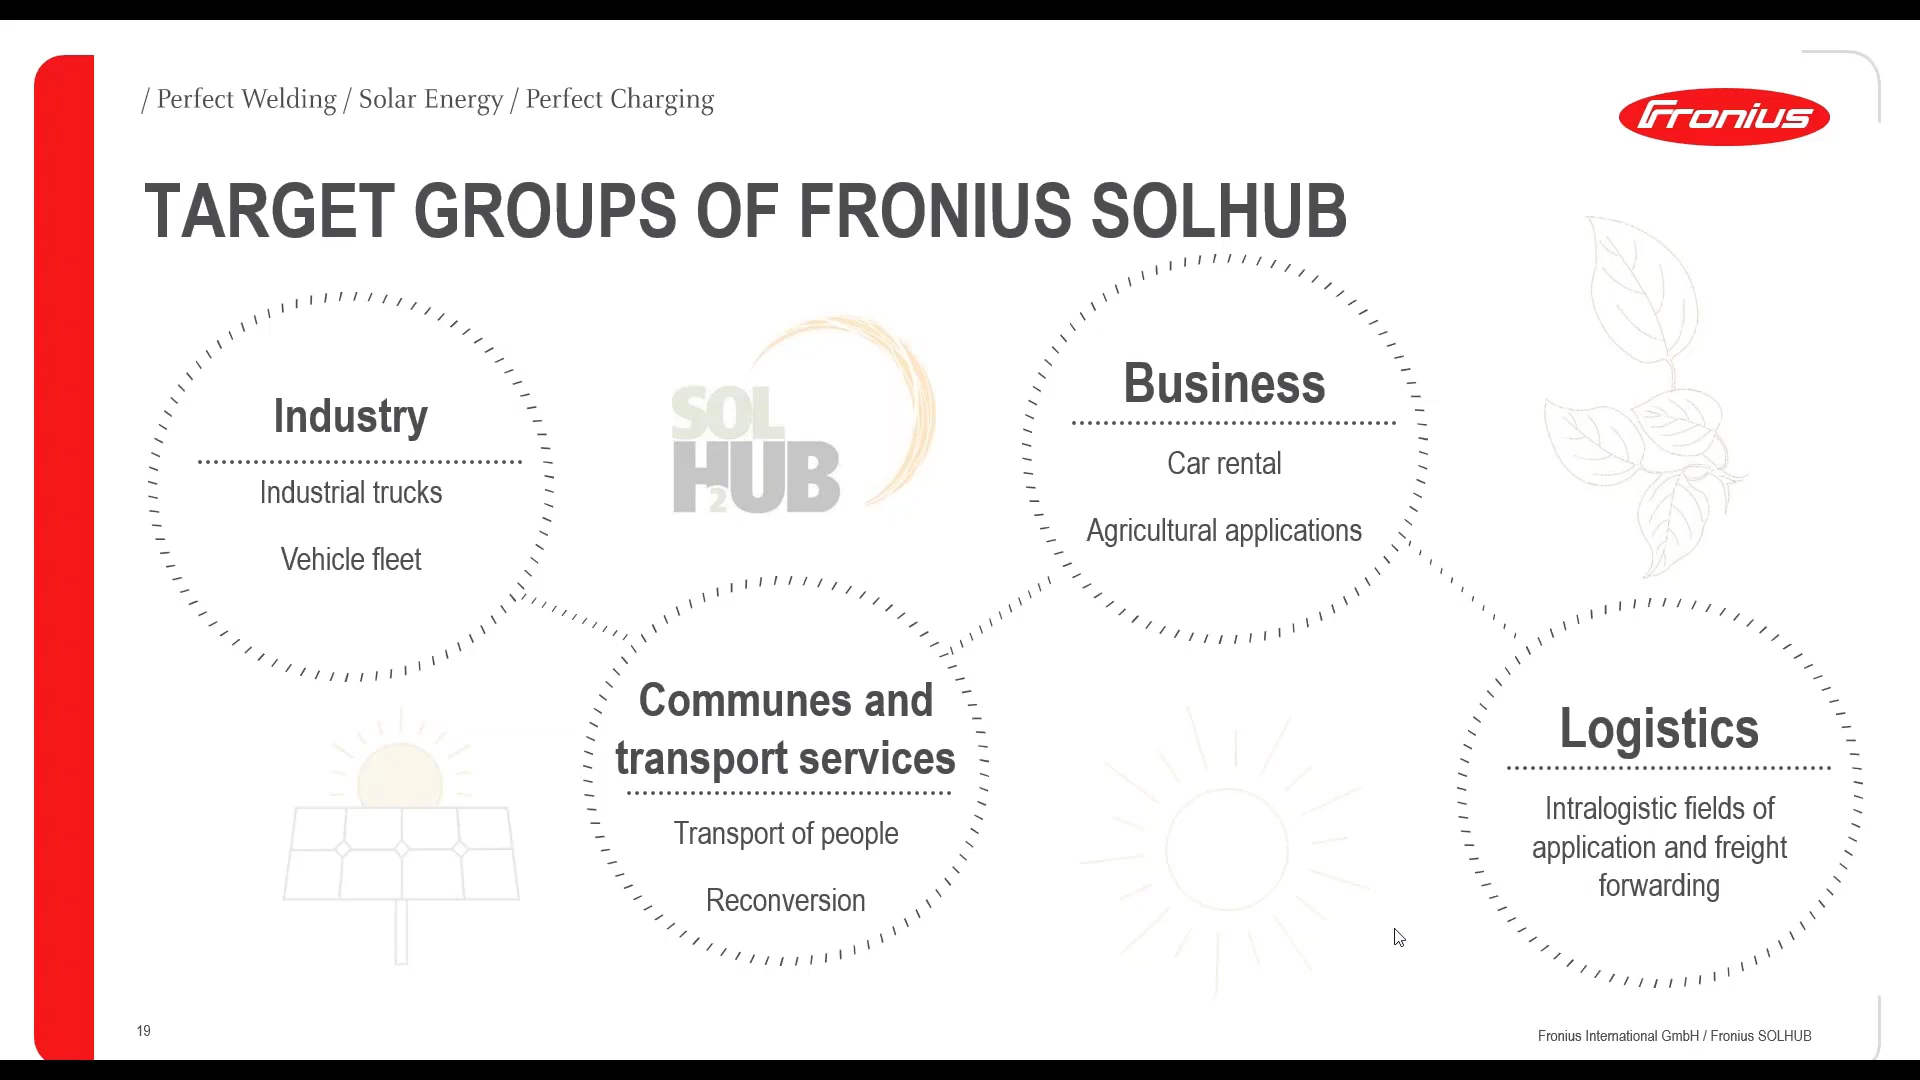 / Perfect Welding / Solar Energy / Perfect Charging
Fronius
TARGET GROUPS OF FRONIUS SOLHUB
Industry
Industrial trucks
Vehicle fleet
SOL
H2UB
Business
Car rental
Agricultural applications
Communes and
transport services
Transport of people
Reconversion
Logistics
Intralogistic fields of
application and freight
forwarding
19
Fronius International GmbH / Fronius SOLHUB